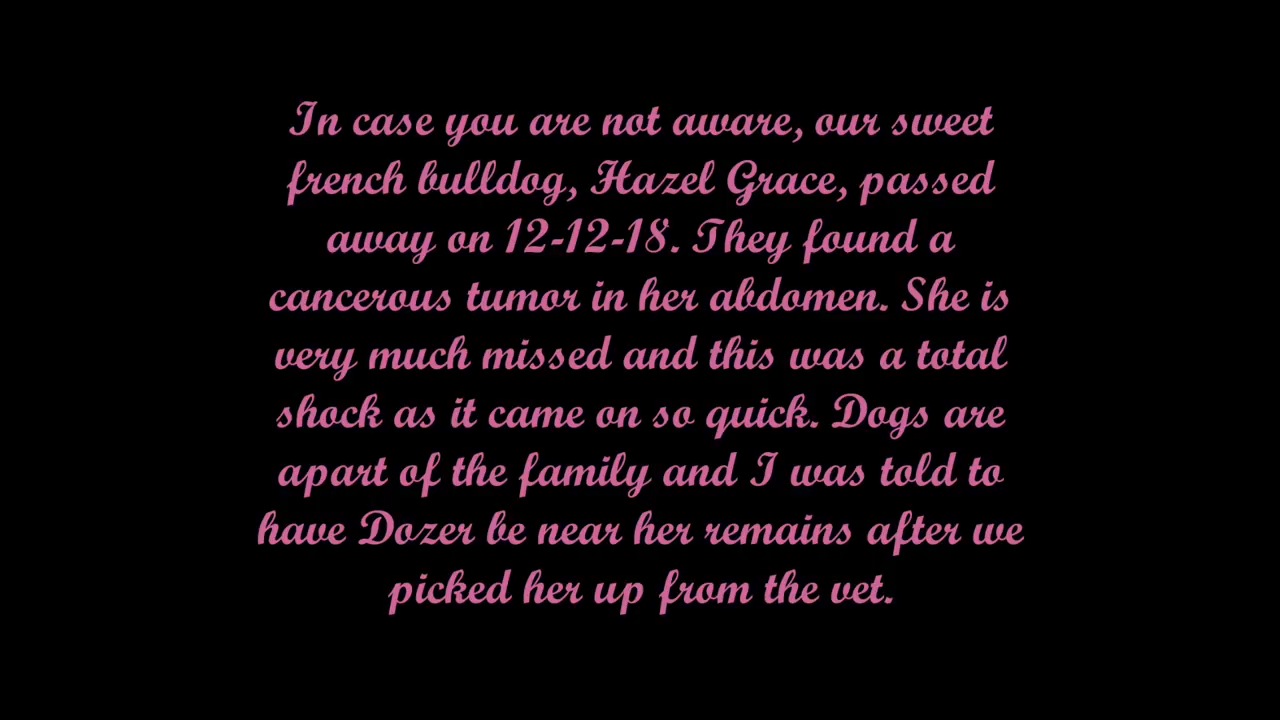 In case you are not aware, our sweet
french bulldog, Hazel Grace, passed
away on 12-12-18. They found a
cancerous tumor in her abdomen. She is
very much missed and this was a total
shock as it came on so quick. Dogs are
apart of the family and I was told to
have Dozer be near her remains after we
picked her up from the vet.